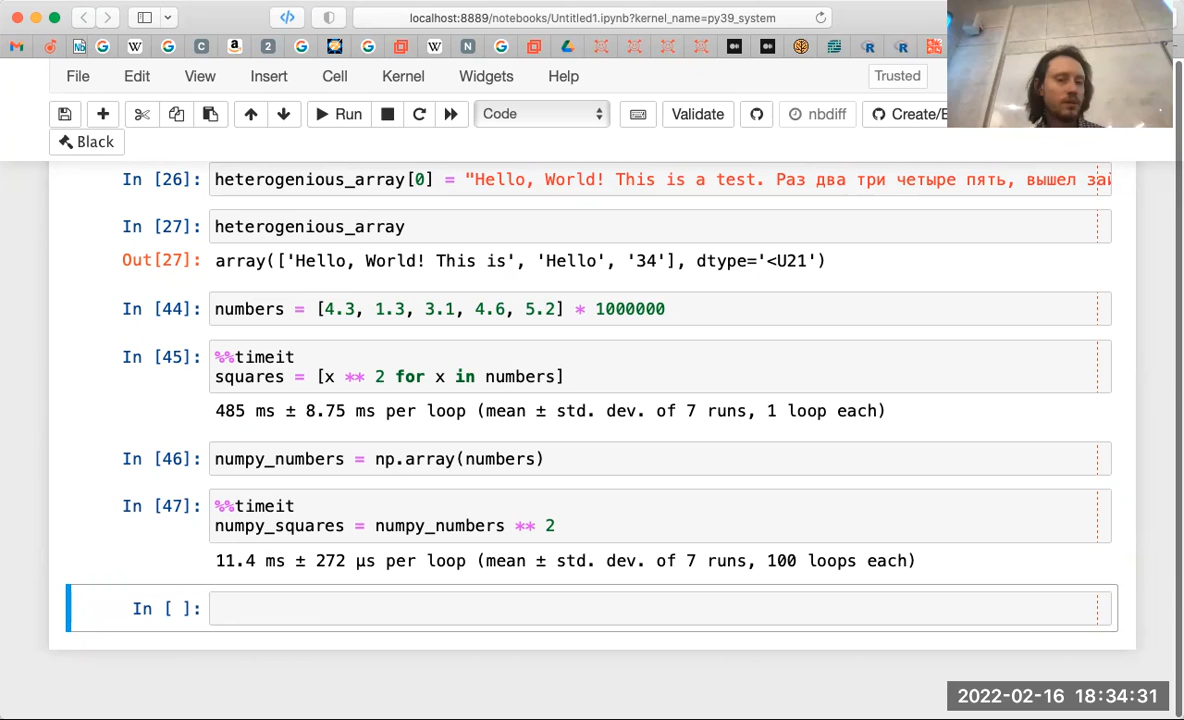 localhost:8889/notebooks/Untitled1.ipynb?kernel_name=py39_system
File Edit View Insert Cell Kernel Widgets Help Trusted
Run Code Validate nbdiff Create/E
Black
In [26]: heterogenious_array[0] = "Hello, World! This is a test. Раз два три четыре пять, вышел
In [27]: heterogenious_array
Out[27]: array(['Hello, World! This is', 'Hello', '34'], dtype='<U21')
In [44]: numbers = [4.3, 1.3, 3.1, 4.6, 5.2] * 1000000
In [45]: %%timeit
squares = [x ** 2 for x in numbers]
485 ms ± 8.75 ms per loop (mean ± std. dev. of 7 runs, 1 loop each)
In [46]: numpy_numbers = np.array(numbers)
In [47]: %%timeit
numpy_squares = numpy_numbers ** 2
11.4 ms ± 272 µs per loop (mean ± std. dev. of 7 runs, 100 loops each)
In [ ]:
2022-02-16 18:34:31